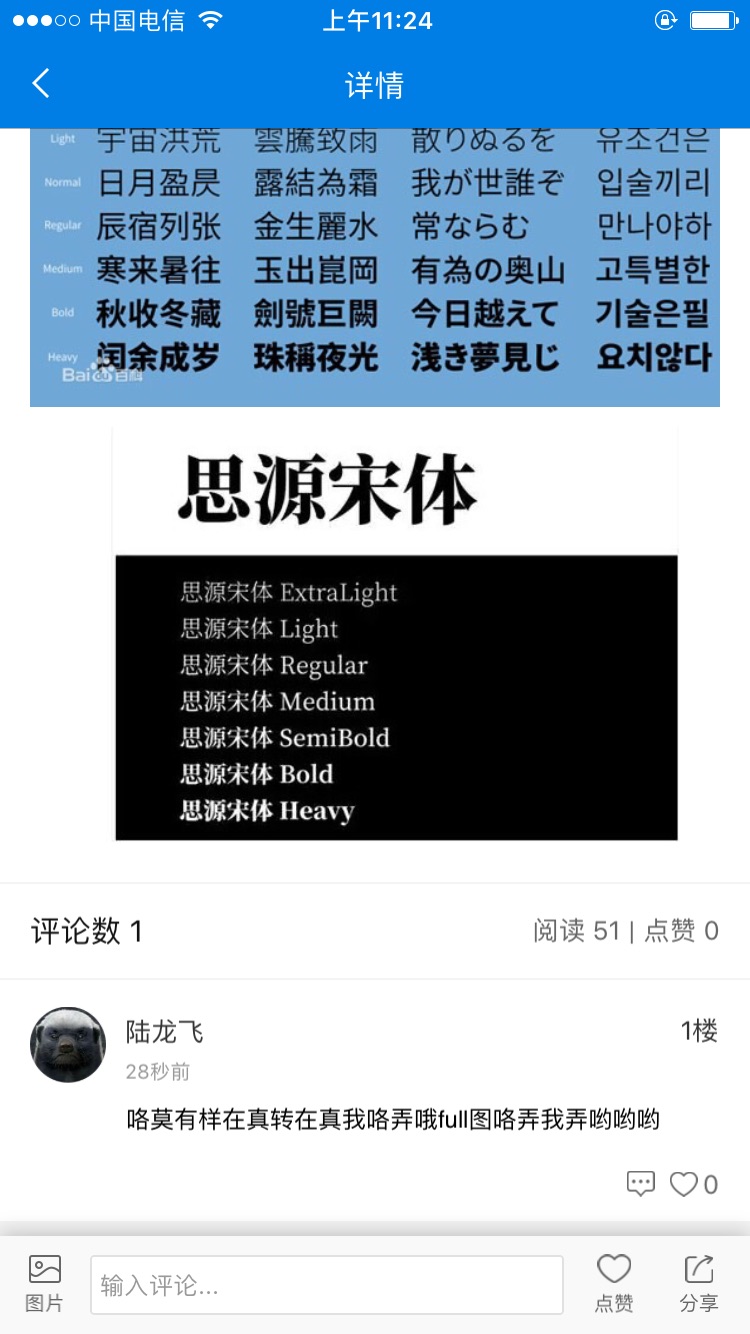 中国电信 上午11:24
详情
Light 宇宙洪荒 雲騰致雨 散りぬるを 유조건은
Normal 日月盈昃 露結為霜 我が世誰ぞ 입술끼리
Regular 辰宿列张 金生麗水 常ならむ 만나야하
Medium 寒来暑往 玉出崑岡 有為の奥山 고특별한
Bold 秋收冬藏 劍號巨闕 今日越えて 기술은필
Heavy 闰余成岁 珠稱夜光 浅き夢見じ 요치않다
Bai du 百科
思源宋体
思源宋体 ExtraLight
思源宋体 Light
思源宋体 Regular
思源宋体 Medium
思源宋体 SemiBold
思源宋体 Bold
思源宋体 Heavy
评论数 1 阅读 51 | 点赞 0
陆龙飞 1楼
28秒前
咯莫有样在真转在真我咯弄哦full图咯弄我弄哟哟哟
0
输入评论...
图片 点赞 分享